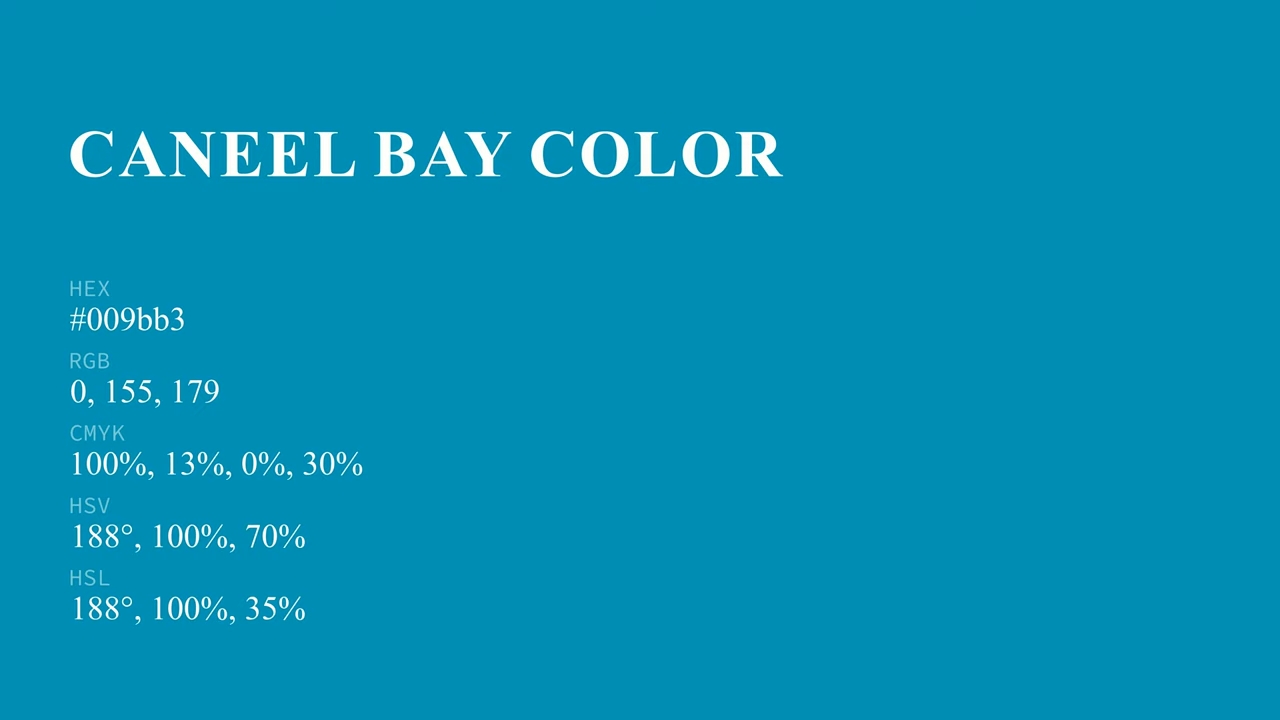 CANEEL BAY COLOR
HEX
#009bb3
RGB
0, 155, 179
CMYK
100%, 13%, 0%, 30%
HSV
188°, 100%, 70%
HSL
188°, 100%, 35%